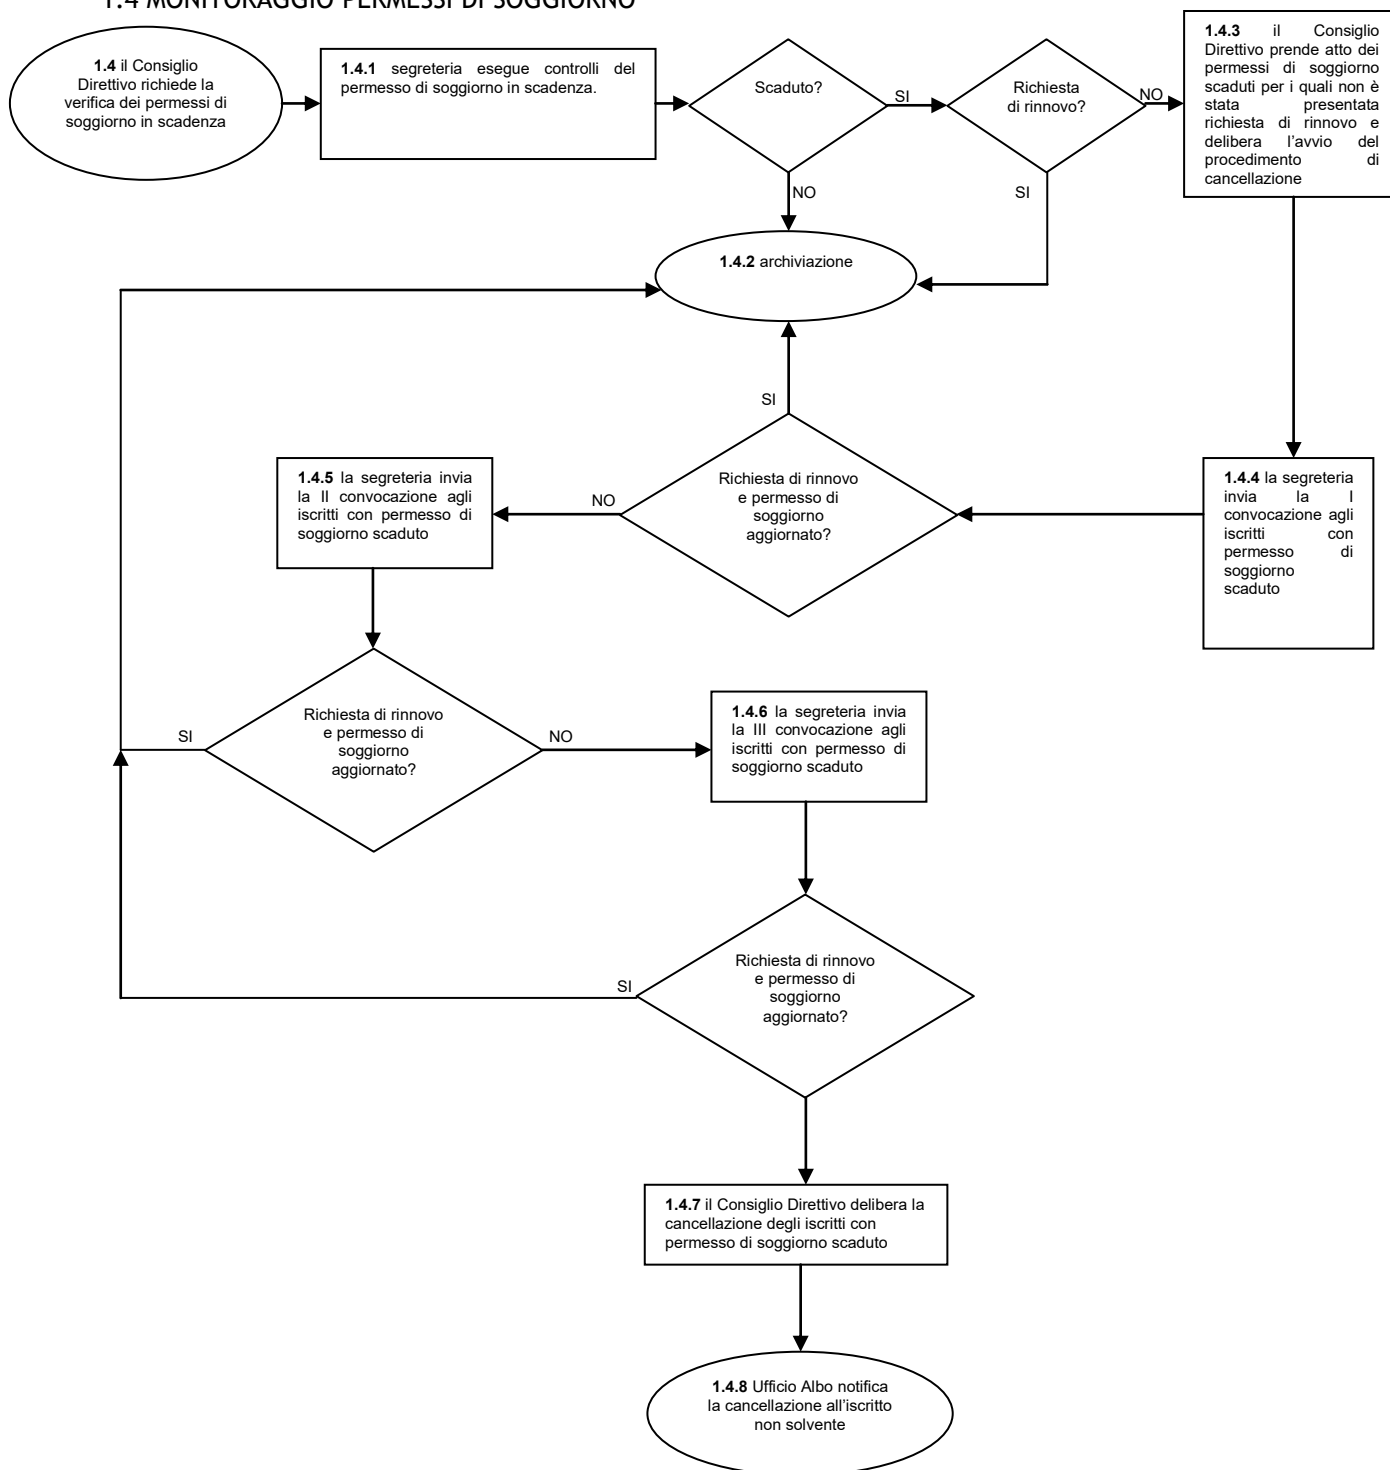 1.4 MONITORAGGIO PERMESSI DI SOGGIORNO
1.4 il Consiglio
Direttivo richiede la
verifica dei permessi di
soggiorno in scadenza
1.4.1 segreteria esegue controlli del
permesso di soggiorno in scadenza.
Scaduto?
SI
Richiesta
di rinnovo?
NO
1.4.3 il Consiglio
Direttivo prende atto dei
permessi di soggiorno
scaduti per i quali non è
stata presentata
richiesta di rinnovo e
delibera l'avvio del
procedimento di
cancellazione
NO
SI
1.4.2 archiviazione
SI
1.4.5 la segreteria invia
la II convocazione agli
iscritti con permesso di
soggiorno scaduto
NO
Richiesta di rinnovo
e permesso di
soggiorno
aggiornato?
1.4.4 la segreteria
invia la I
convocazione agli
iscritti con
permesso di
soggiorno
scaduto
SI
Richiesta di rinnovo
e permesso di
soggiorno
aggiornato?
NO
1.4.6 la segreteria invia
la III convocazione agli
iscritti con permesso di
soggiorno scaduto
SI
Richiesta di rinnovo
e permesso di
soggiorno
aggiornato?
1.4.7 il Consiglio Direttivo delibera la
cancellazione degli iscritti con
permesso di soggiorno scaduto
1.4.8 Ufficio Albo notifica
la cancellazione all'iscritto
non solvente